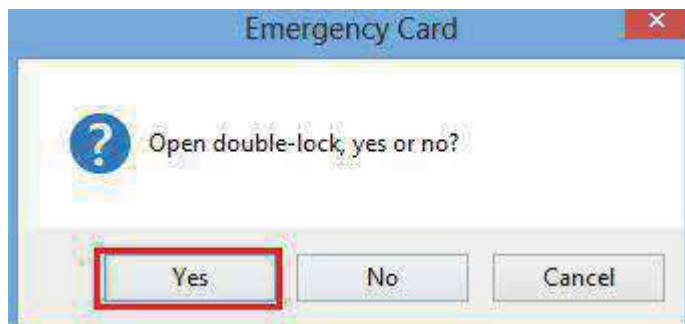 Emergency Card
Open double-lock, yes or no?
Yes No Cancel